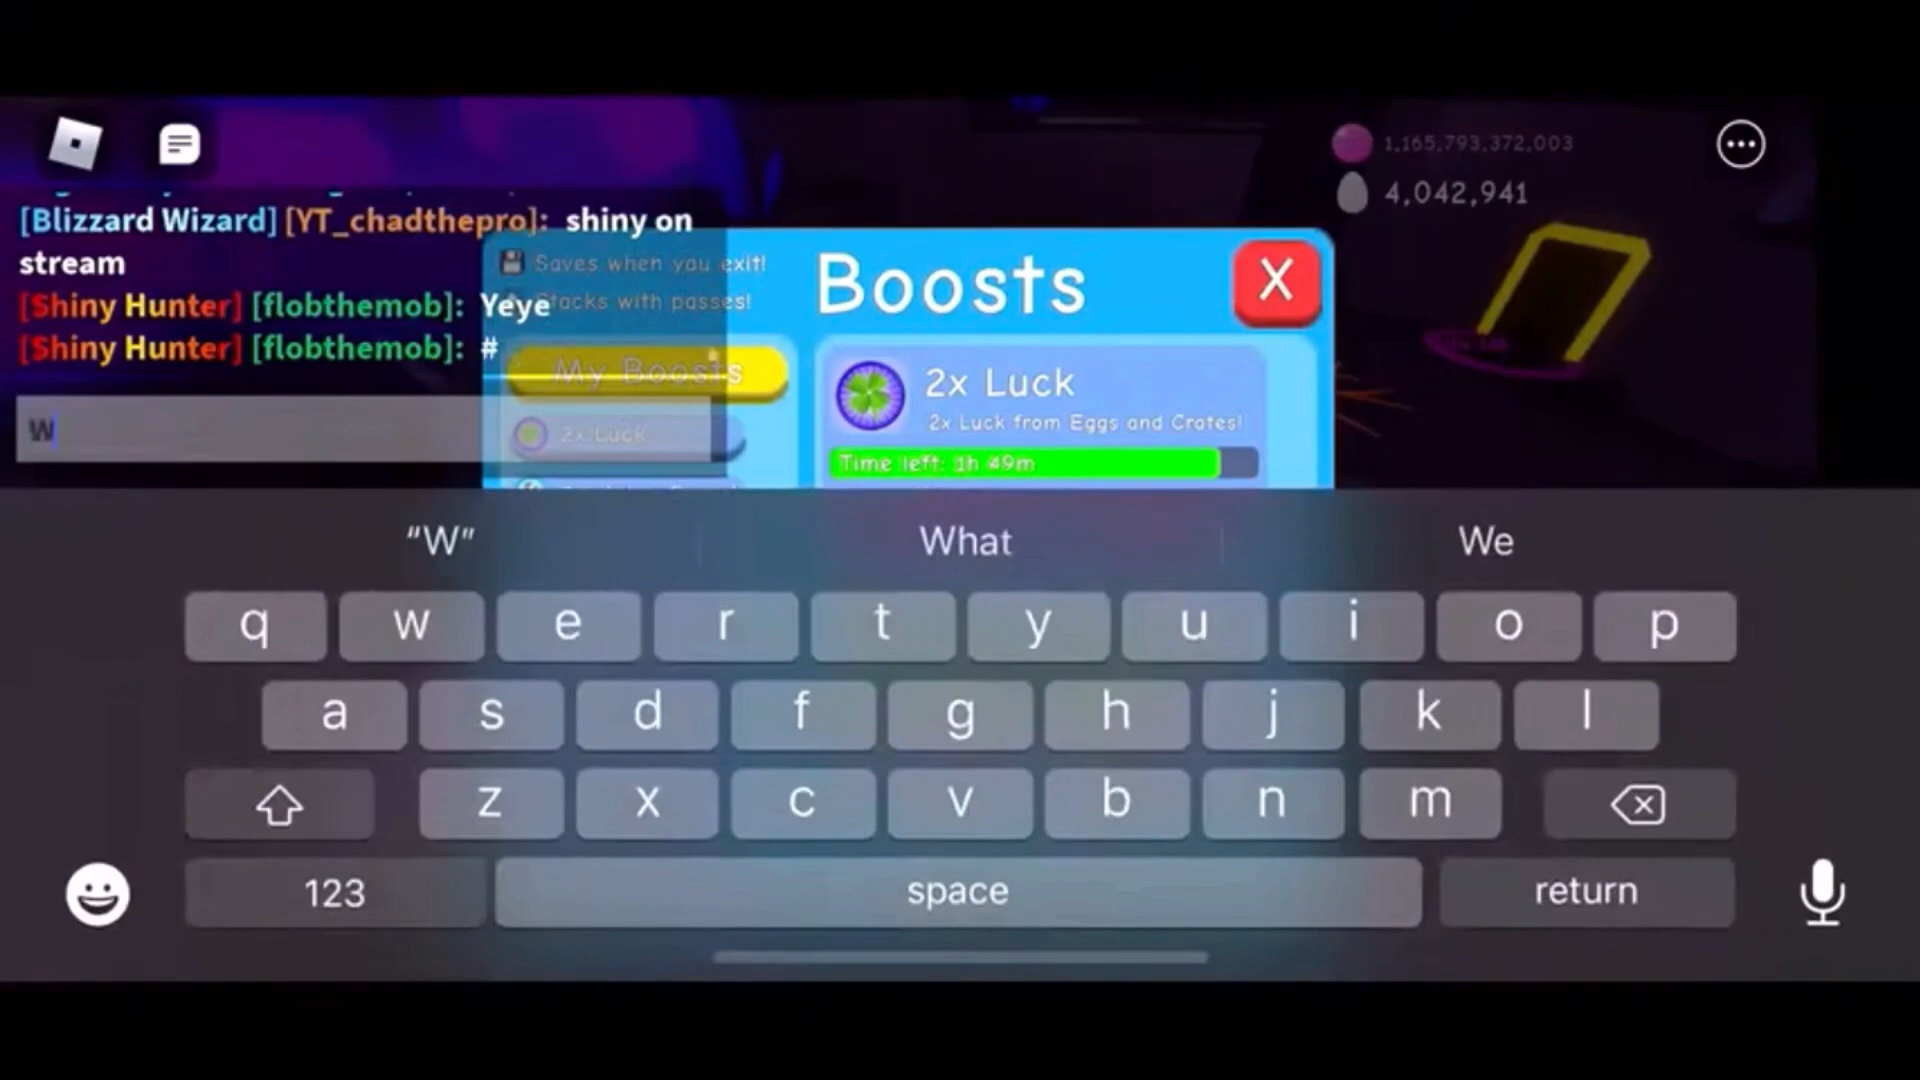 1,165,793,372,003
4,042,941
[Blizzard Wizard] [YT_chadthepro]: shiny on
stream
[Shiny Hunter] [flobthemob]: Yeye
[Shiny Hunter] [flobthemob]: #
W
Saves when you exit!
Stacks with passes!
Boosts
X
My Boosts
2x Luck
2x Luck
2x Luck from Eggs and Crates!
Time left: 1h 49m
“W” What We
q w e r t y u i o p
a s d f g h j k l
z x c v b n m
123 space return